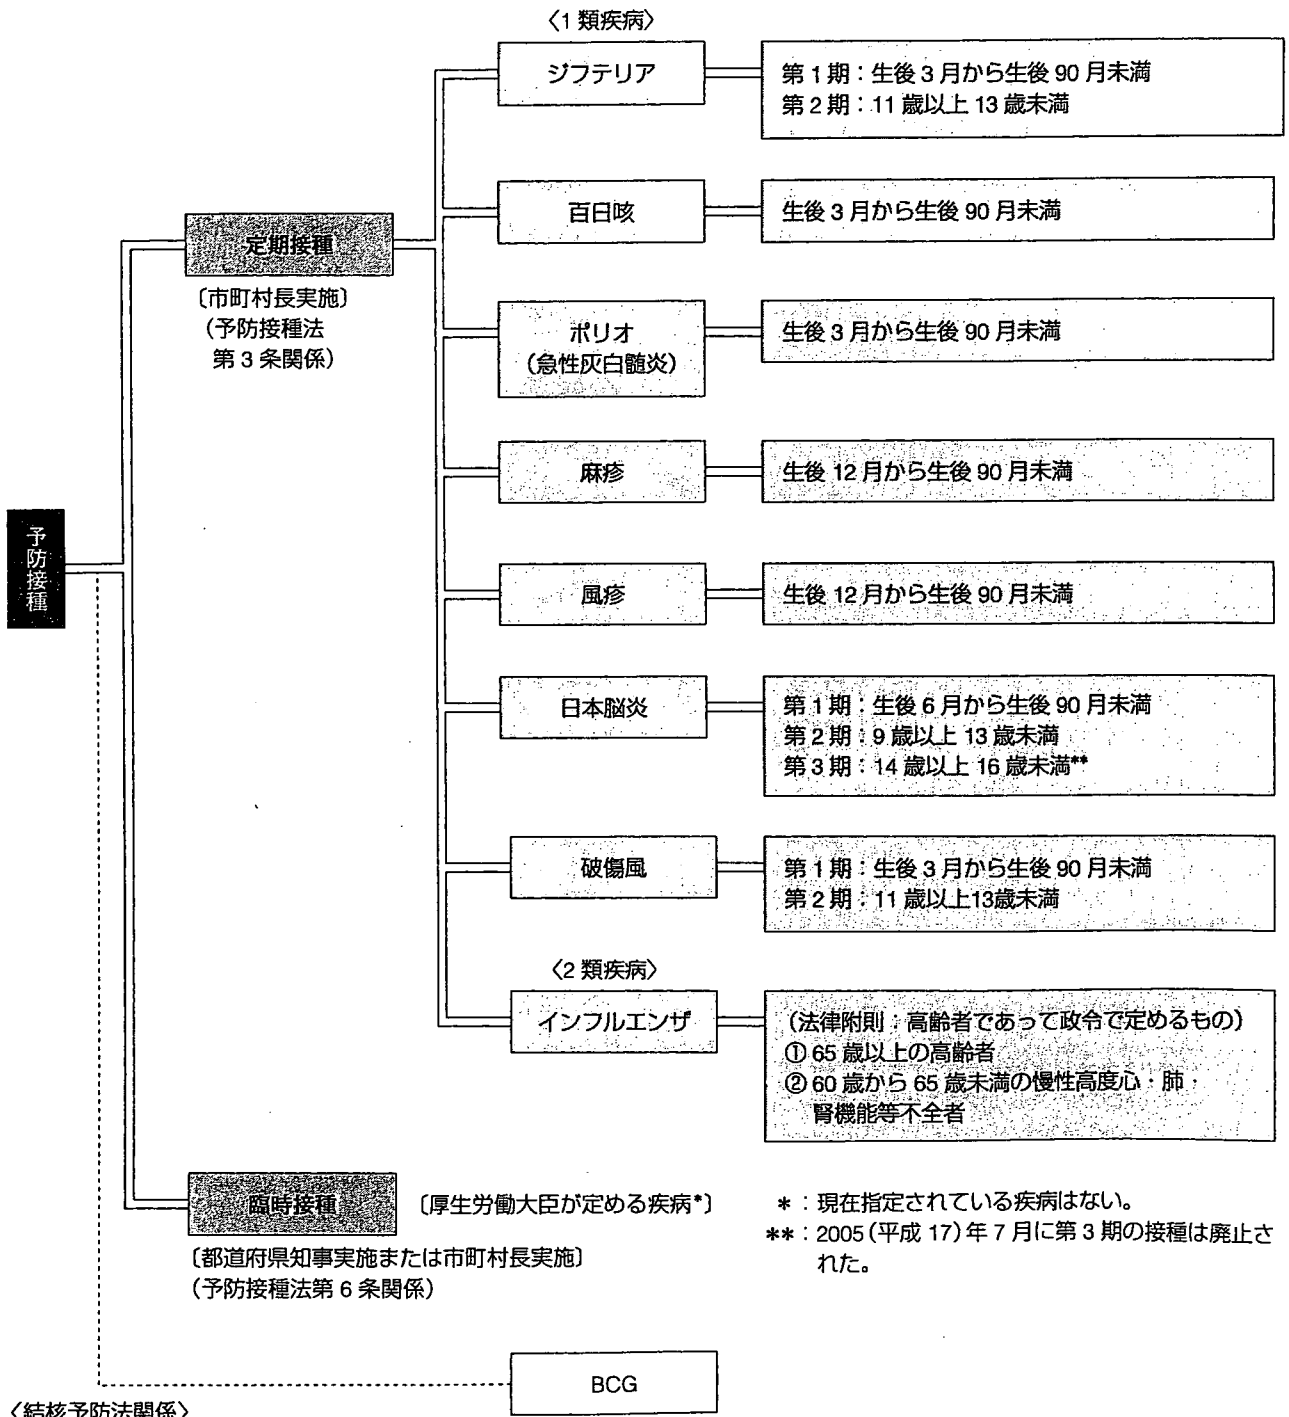 予防接種
定期接種
〔市町村長実施〕
(予防接種法
第3条関係)
〈1類疾病〉
ジフテリア
第1期：生後3月から生後90月未満
第2期：11歳以上13歳未満
百日咳
生後3月から生後90月未満
ポリオ
(急性灰白髄炎)
生後3月から生後90月未満
麻疹
生後12月から生後90月未満
風疹
生後12月から生後90月未満
日本脳炎
第1期：生後6月から生後90月未満
第2期：9歳以上13歳未満
第3期：14歳以上16歳未満**
破傷風
第1期：生後3月から生後90月未満
第2期：11歳以上13歳未満
〈2類疾病〉
インフルエンザ
(法律附則：高齢者であって政令で定めるもの)
①65歳以上の高齢者
②60歳から65歳未満の慢性高度心・肺・
腎機能等不全者
臨時接種
〔厚生労働大臣が定める疾病*〕
〔都道府県知事実施または市町村長実施〕
(予防接種法第6条関係)
*：現在指定されている疾病はない。
**：2005(平成17)年7月に第3期の接種は廃止さ
れた。
BCG
〈結核予防法関係〉